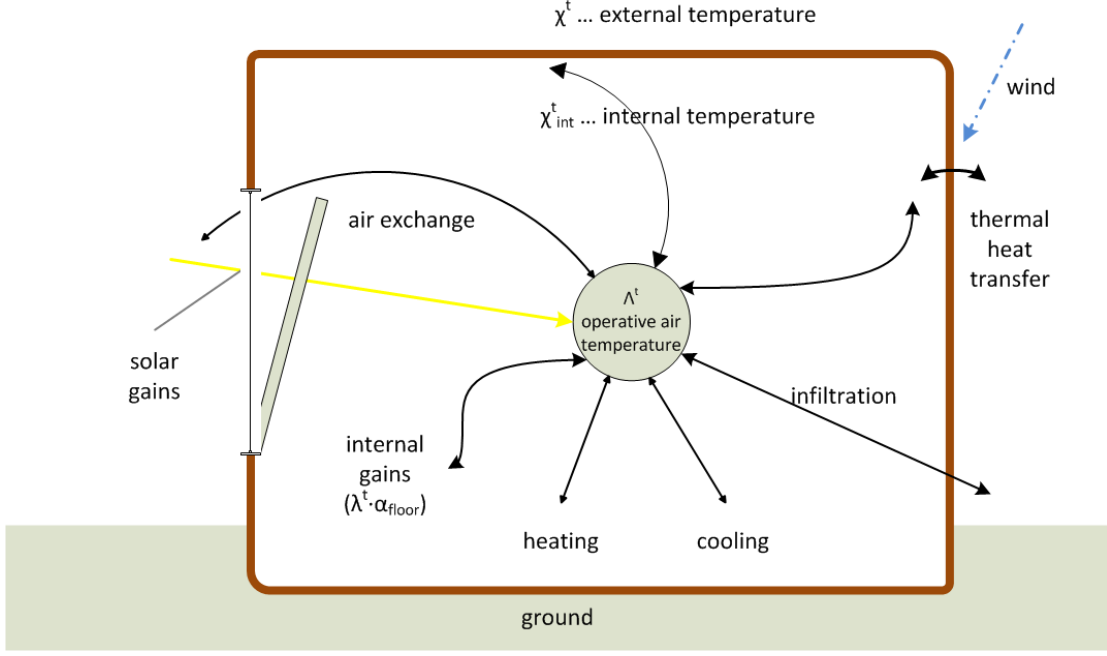 χᵗ ... external temperature
wind
χᵗᵢₙₜ ... internal temperature
air exchange
thermal
heat
transfer
Λᵗ
operative air
temperature
solar
gains
infiltration
internal
gains
(λᵗ·α_floor)
heating
cooling
ground